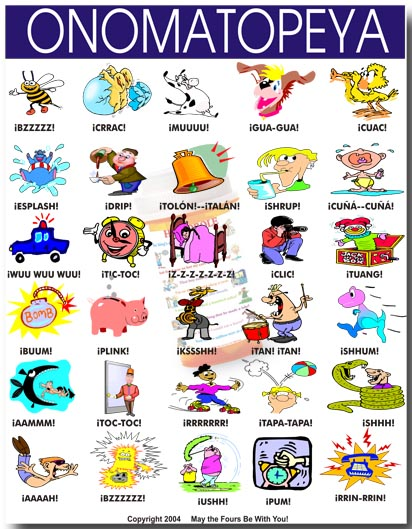 ONOMATOPEYA
¡BZZZZZ! ¡CRRAC! ¡MUUUU! ¡GUA-GUA! ¡CUAC!
¡ESPLASH! ¡DRIP! ¡TOLÓN!--¡TALÁN! ¡SHRUP! ¡CUÑÁ--CUÑÁ!
¡WUU WUU WUU! ¡TIC-TOC! ¡Z-Z-Z-Z-Z-Z-Z! ¡CLIC! ¡TUANG!
BOMB
¡BUUM! ¡PLINK! ¡KSSSHH! ¡TAN! ¡TAN! ¡SHHUM!
¡AAMMM! ¡TOC-TOC! ¡RRRRRRR! ¡TAPA-TAPA! ¡SHHH!
¡AAAAH! ¡BZZZZZZ! ¡USHH! ¡PUM! ¡RRIN-RRIN!
Copyright 2004 May the Fours Be With You!